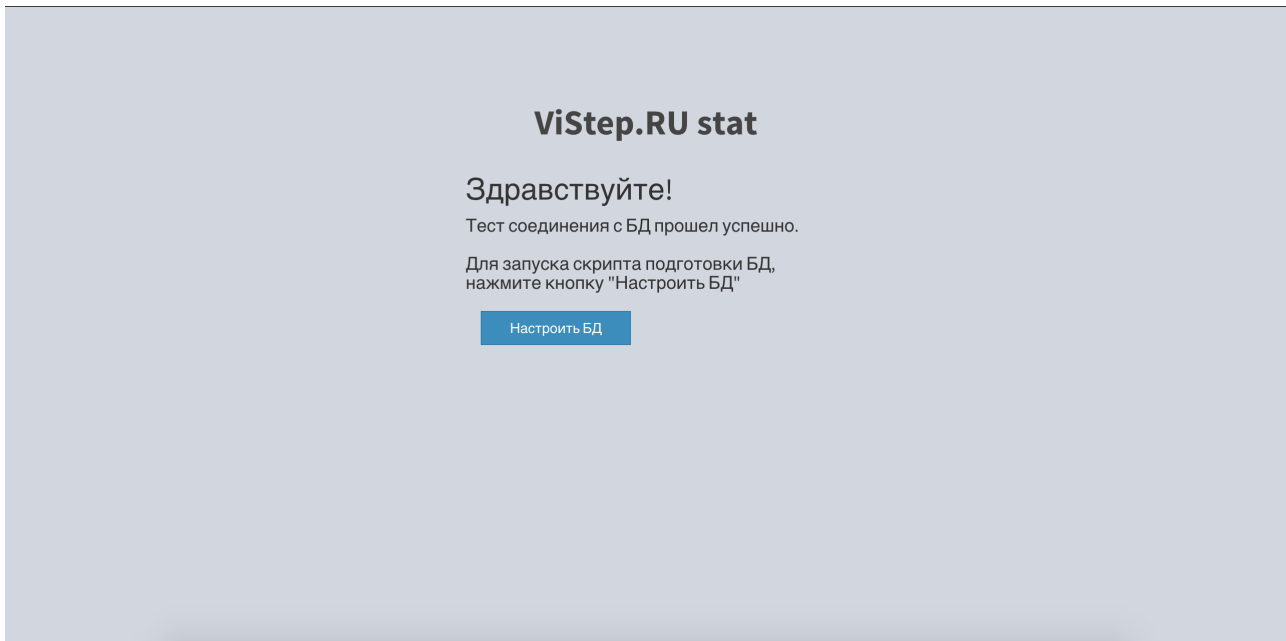 ViStep.RU stat
Здравствуйте!
Тест соединения с БД прошел успешно.
Для запуска скрипта подготовки БД,
нажмите кнопку "Настроить БД"
Настроить БД